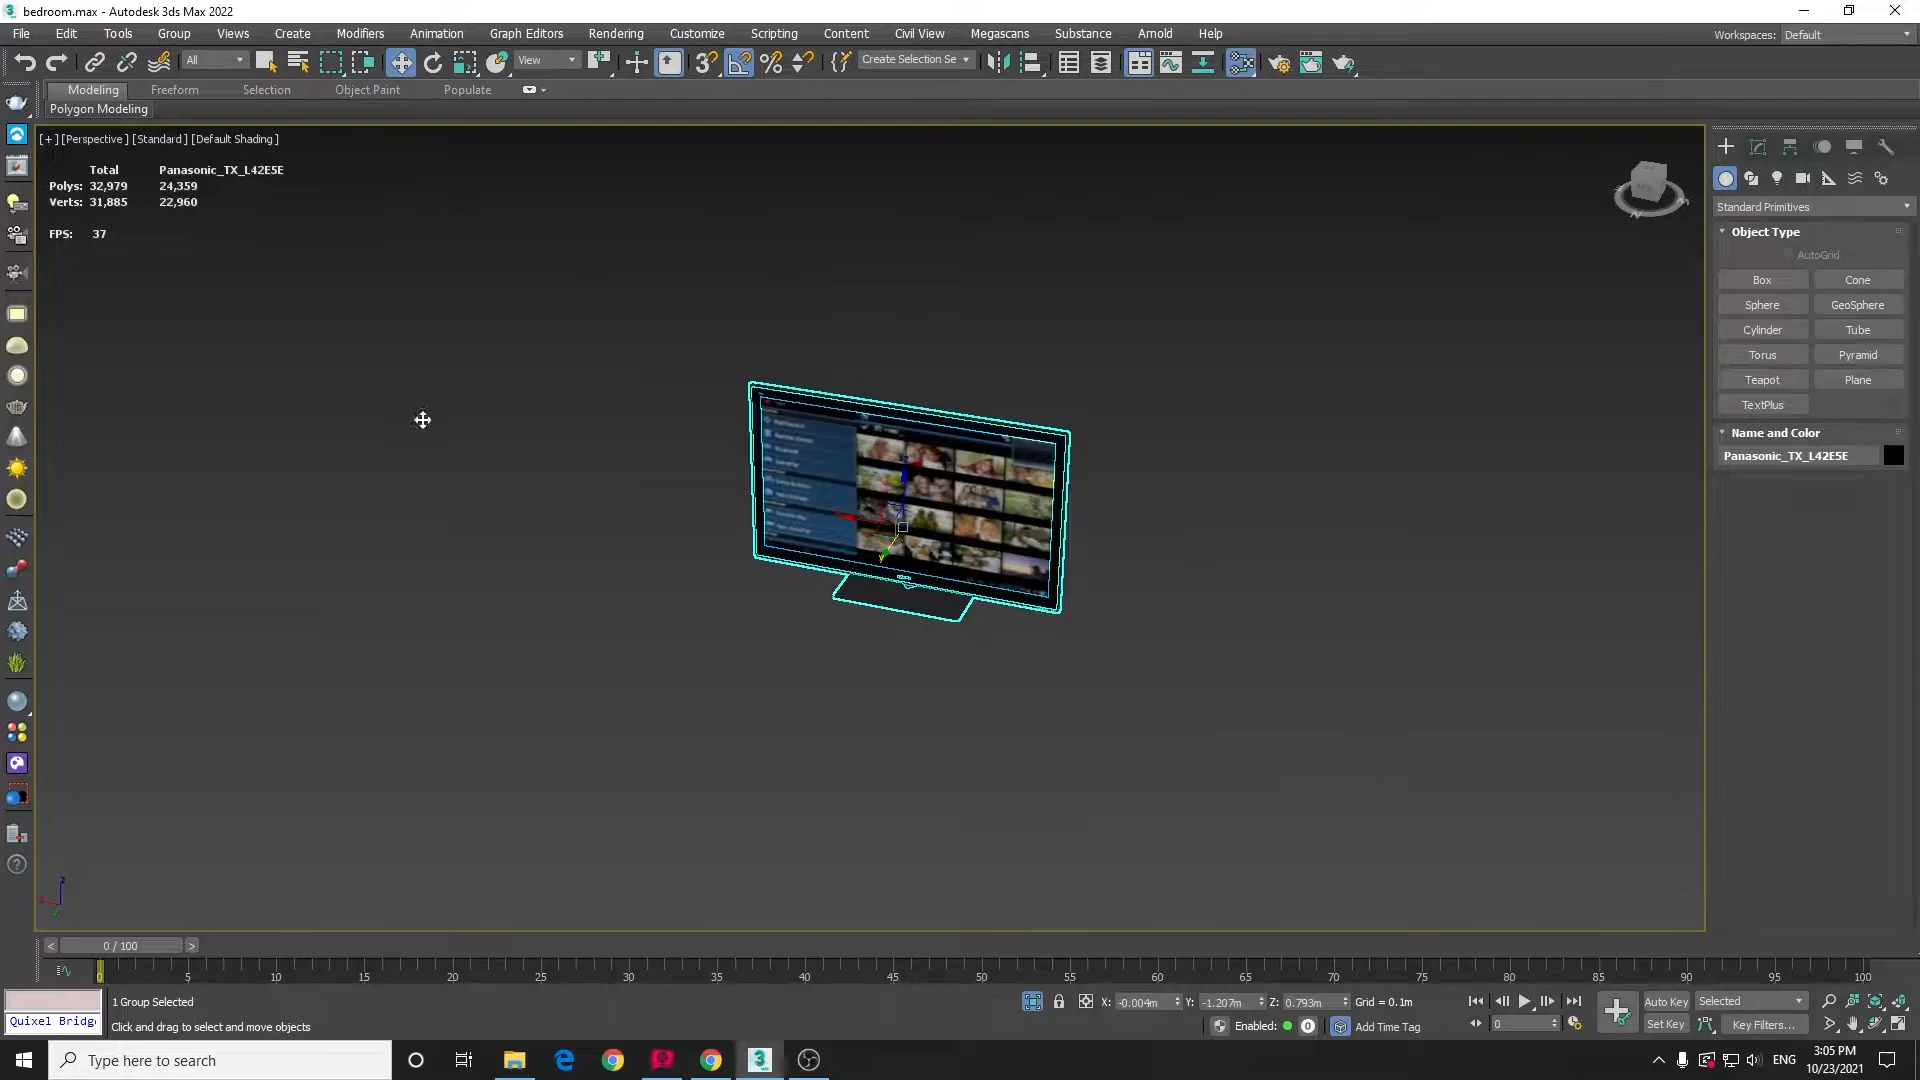 bedroom.max - Autodesk 3ds Max 2022
File Edit Tools Group Views Create Modifiers Animation Graph Editors Rendering Customize Scripting Content Civil View Megascans Substance Arnold Help
Workspaces: Default
All View Create Selection Se
Modeling Freeform Selection Object Paint Populate
Polygon Modeling
[+] [Perspective ] [Standard ] [Default Shading ]
Total Panasonic_TX_L42E5E
Polys: 32,979 24,359
Verts: 31,885 22,960
FPS: 37
Standard Primitives
Object Type
AutoGrid
Box Cone
Sphere GeoSphere
Cylinder Tube
Torus Pyramid
Teapot Plane
TextPlus
Name and Color
Panasonic_TX_L42E5E
z
< 0 / 100 >
0 5 10 15 20 25 30 35 40 45 50 55 60 65 70 75 80 85 90 95 100
1 Group Selected
X: -0.004m Y: -1.207m Z: 0.793m Grid = 0.1m
Auto Key Selected
Quixel Bridg
Click and drag to select and move objects
Enabled: 0 Add Time Tag
0
Set Key Key Filters...
Type here to search
ENG
3:05 PM
10/23/2021